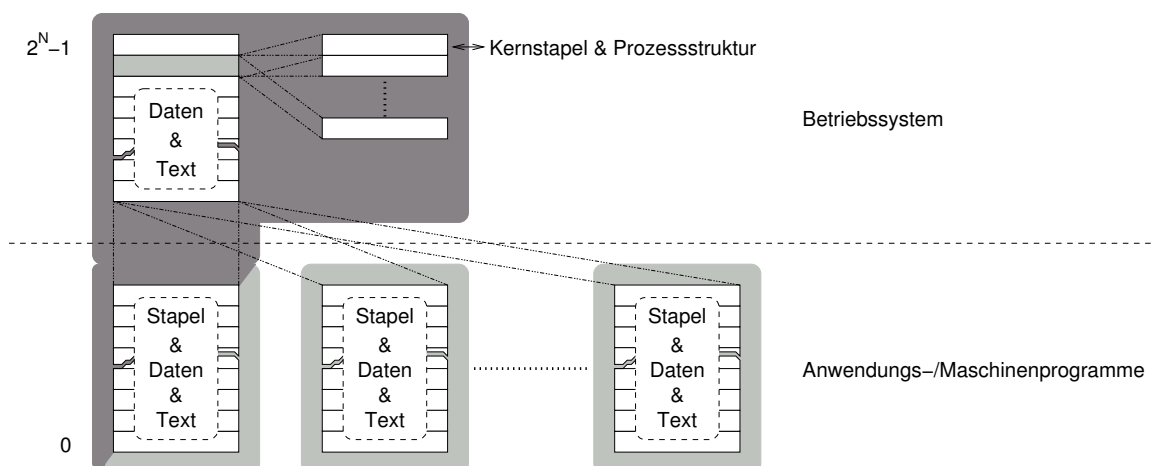 2^N−1
Kernstapel & Prozessstruktur
Daten
&
Text
Betriebssystem
Stapel
&
Daten
&
Text
Stapel
&
Daten
&
Text
Stapel
&
Daten
&
Text
Anwendungs−/Maschinenprogramme
0